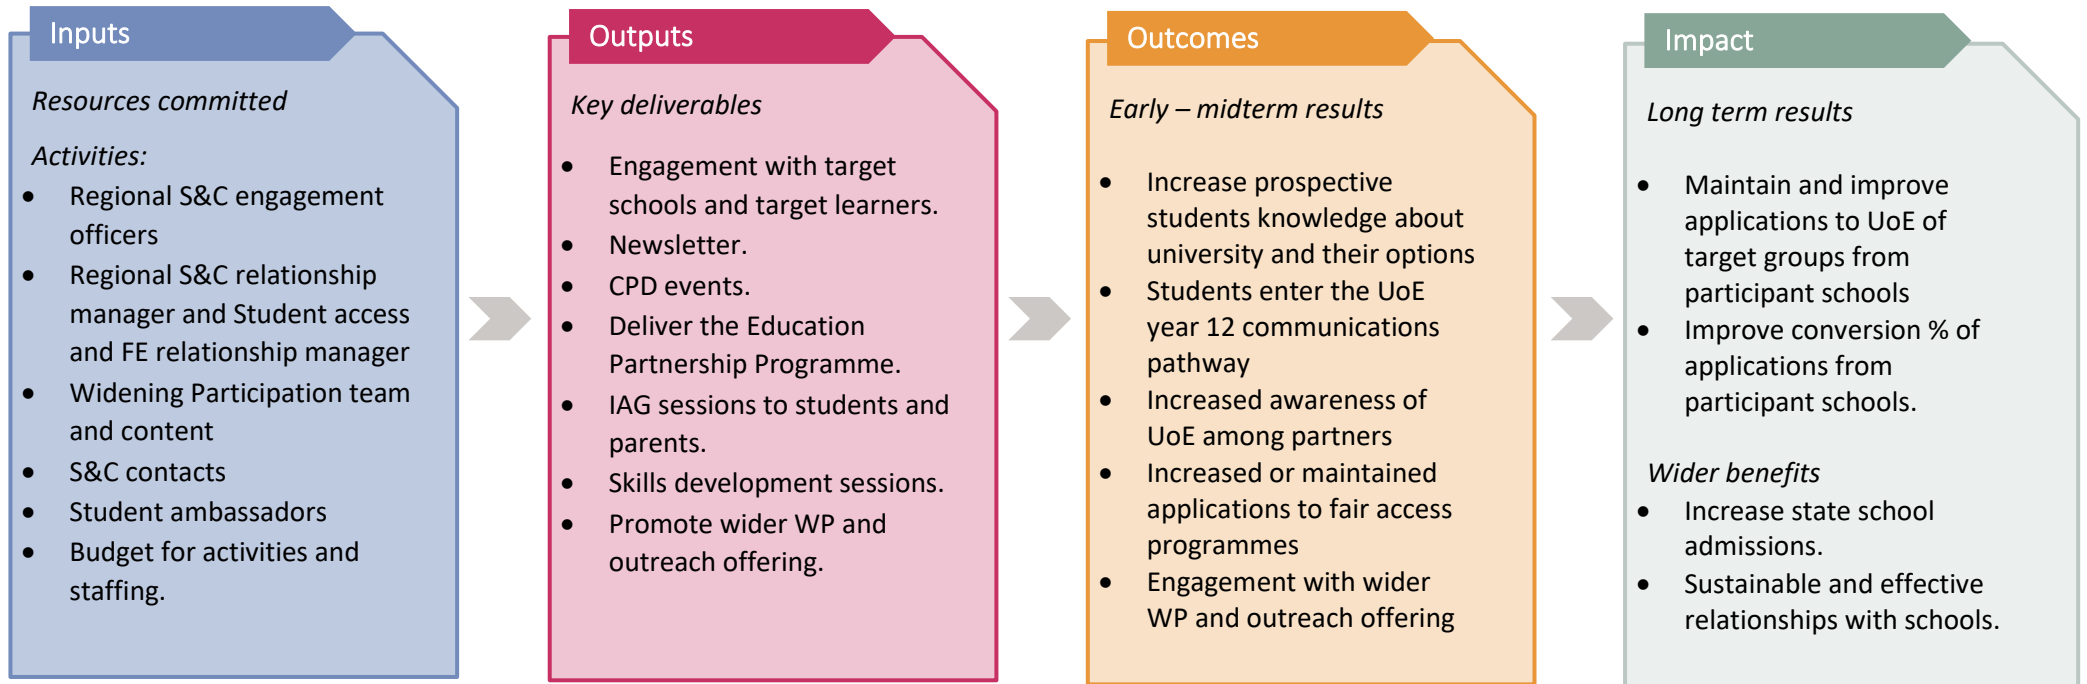 Inputs
Resources committed
Activities:
• Regional S&C engagement
officers
• Regional S&C relationship
manager and Student access
and FE relationship manager
• Widening Participation team
and content
• S&C contacts
• Student ambassadors
• Budget for activities and
staffing.
Outputs
Key deliverables
• Engagement with target
schools and target learners.
• Newsletter.
• CPD events.
• Deliver the Education
Partnership Programme.
• IAG sessions to students and
parents.
• Skills development sessions.
• Promote wider WP and
outreach offering.
Outcomes
Early – midterm results
• Increase prospective
students knowledge about
university and their options
• Students enter the UoE
year 12 communications
pathway
• Increased awareness of
UoE among partners
• Increased or maintained
applications to fair access
programmes
• Engagement with wider
WP and outreach offering
Impact
Long term results
• Maintain and improve
applications to UoE of
target groups from
participant schools
• Improve conversion % of
applications from
participant schools.
Wider benefits
• Increase state school
admissions.
• Sustainable and effective
relationships with schools.